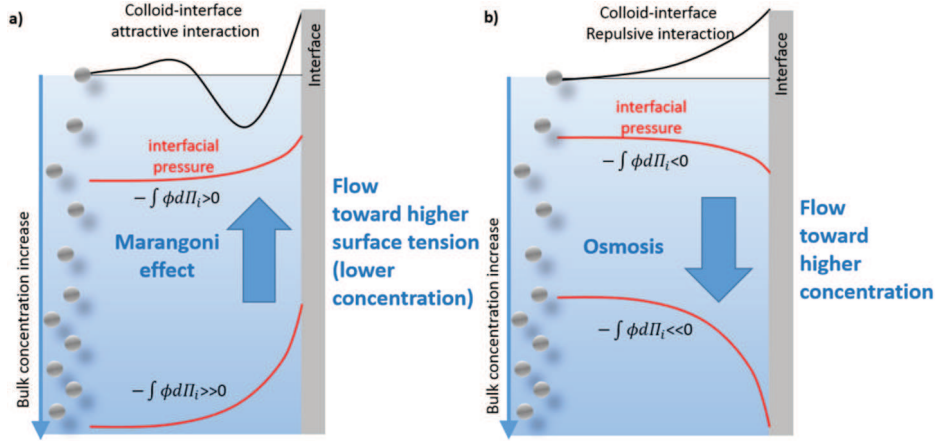 a)
Colloid-interface
attractive interaction
Interface
interfacial
pressure
− ∫ ϕdΠᵢ>0
Marangoni
effect
Flow
toward higher
surface tension
(lower
concentration)
− ∫ ϕdΠᵢ>>0
Bulk concentration increase
b)
Colloid-interface
Repulsive interaction
Interface
interfacial
pressure
− ∫ ϕdΠᵢ<0
Osmosis
Flow
toward
higher
concentration
− ∫ ϕdΠᵢ<<0
Bulk concentration increase